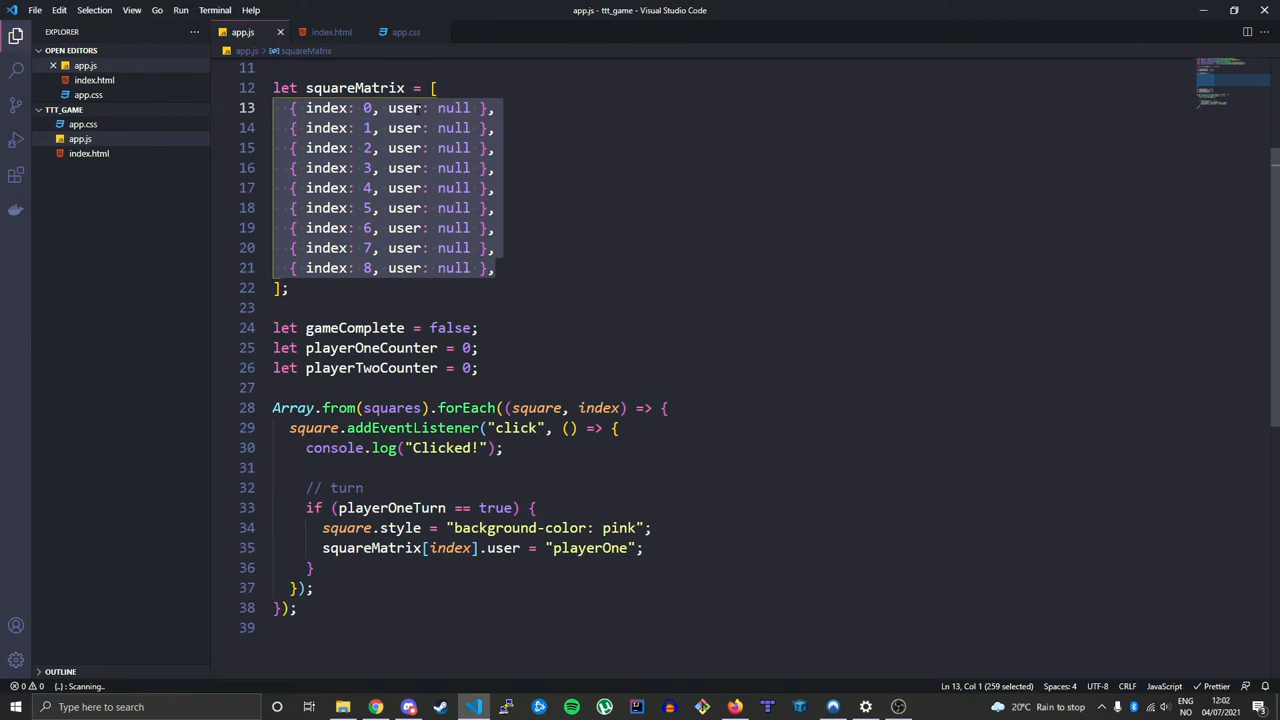 File Edit Selection View Go Run Terminal Help
app.js - ttt_game - Visual Studio Code
EXPLORER ···
app.js × index.html app.css
OPEN EDITORS
app.js > squareMatrix
× app.js
index.html
app.css
TTT_GAME
app.css
app.js
index.html
11
12 let squareMatrix = [
13 { index: 0, user: null },
14 { index: 1, user: null },
15 { index: 2, user: null },
16 { index: 3, user: null },
17 { index: 4, user: null },
18 { index: 5, user: null },
19 { index: 6, user: null },
20 { index: 7, user: null },
21 { index: 8, user: null },
22 ];
23
24 let gameComplete = false;
25 let playerOneCounter = 0;
26 let playerTwoCounter = 0;
27
28 Array.from(squares).forEach((square, index) => {
29 square.addEventListener("click", () => {
30 console.log("Clicked!");
31
32 // turn
33 if (playerOneTurn == true) {
34 square.style = "background-color: pink";
35 squareMatrix[index].user = "playerOne";
36 }
37 });
38 });
39
OUTLINE
0 0 {..}: Scanning.. Ln 13, Col 1 (259 selected) Spaces: 4 UTF-8 CRLF JavaScript Prettier
Type here to search
20°C Rain to stop
ENG
NO
12:02
04/07/2021